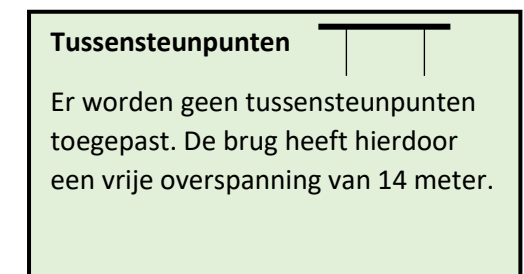 Tussensteunpunten
Er worden geen tussensteunpunten
toegepast. De brug heeft hierdoor
een vrije overspanning van 14 meter.